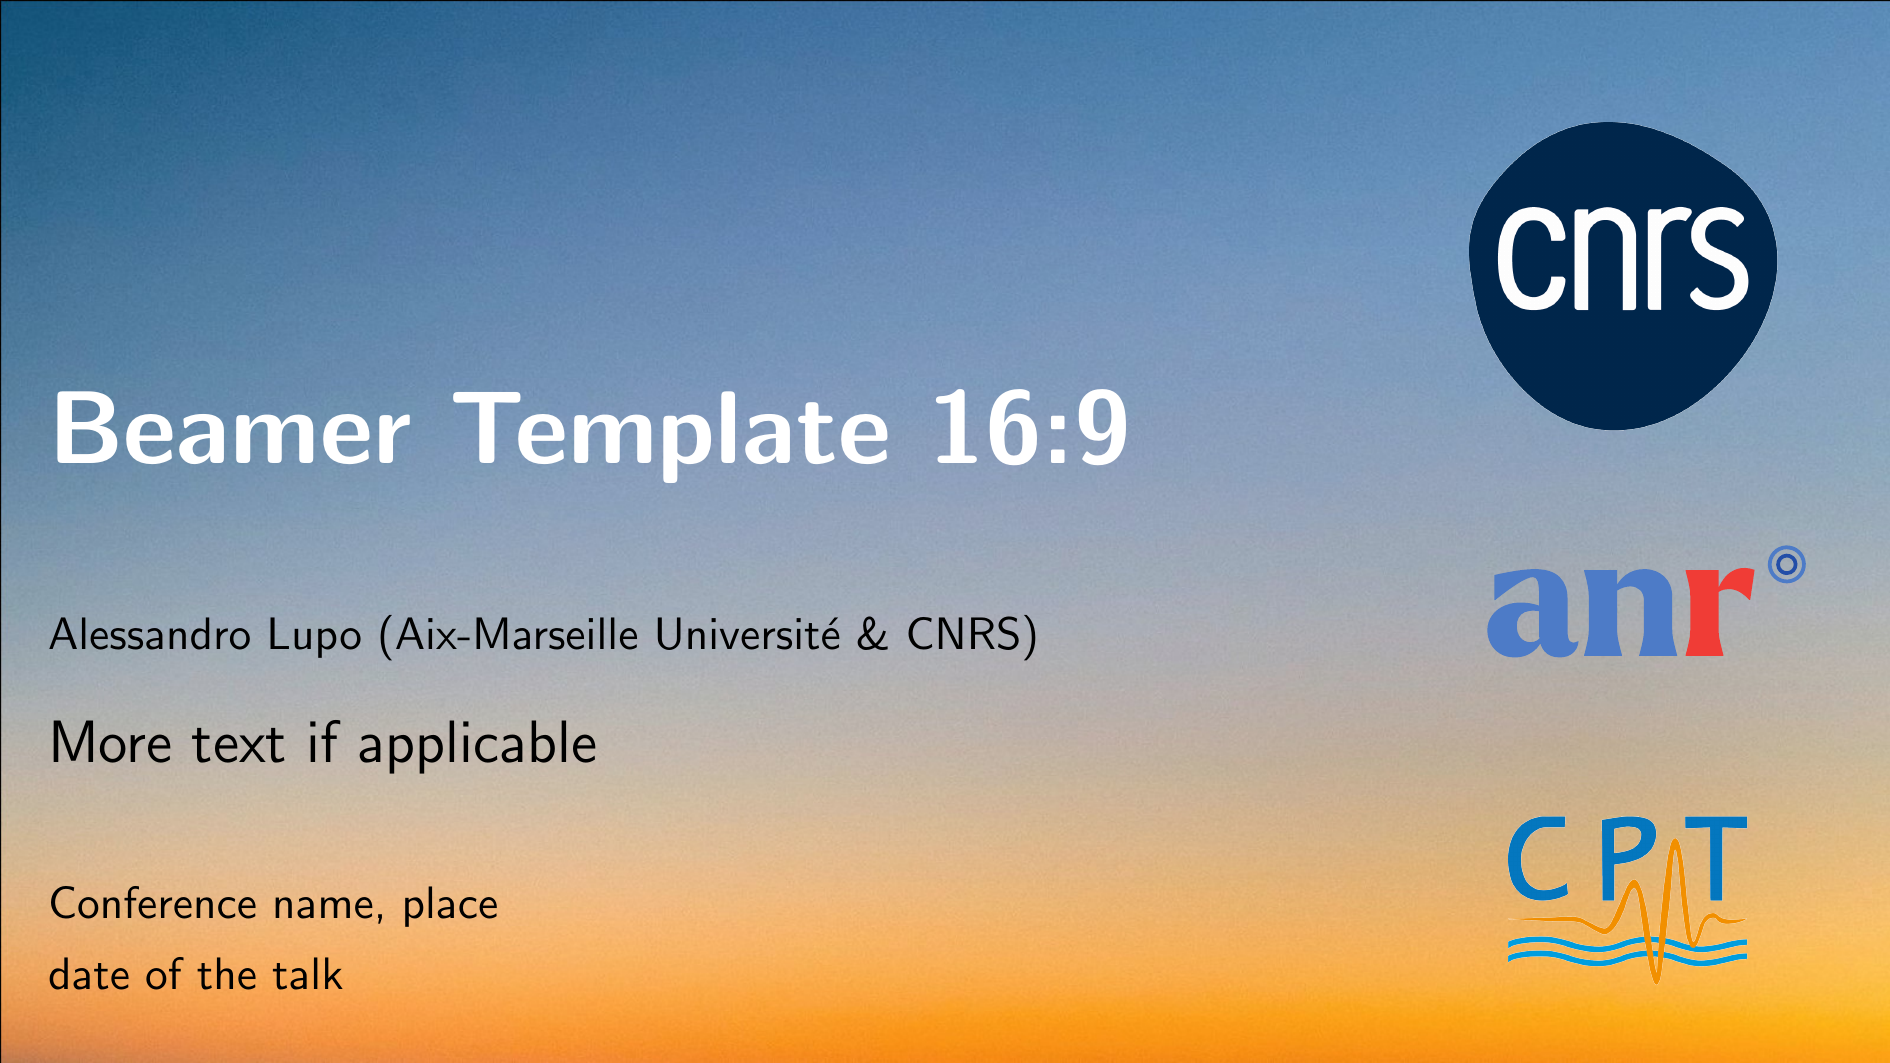 Beamer Template 16:9
Alessandro Lupo (Aix-Marseille Université & CNRS)
More text if applicable
Conference name, place
date of the talk
cnrs
anr
CPT